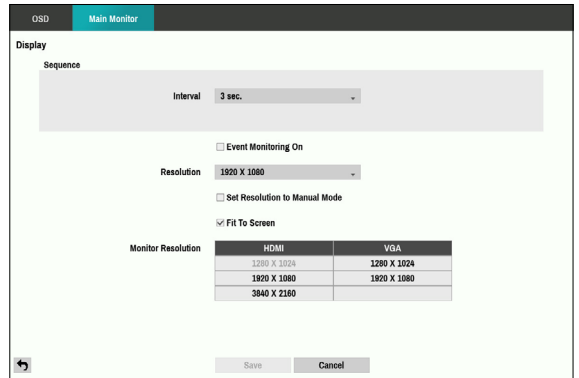 OSD Main Monitor
Display
Sequence
Interval 3 sec.
Event Monitoring On
Resolution 1920 X 1080
Set Resolution to Manual Mode
Fit To Screen
Monitor Resolution HDMI VGA
1280 X 1024 1280 X 1024
1920 X 1080 1920 X 1080
3840 X 2160
Save Cancel